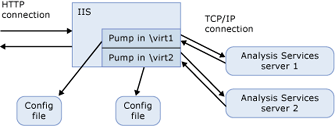 HTTP
connection
IIS
TCP/IP
connection
Pump in \virt1
Pump in \virt2
Analysis Services
server 1
Analysis Services
server 2
Config
file
Config
file